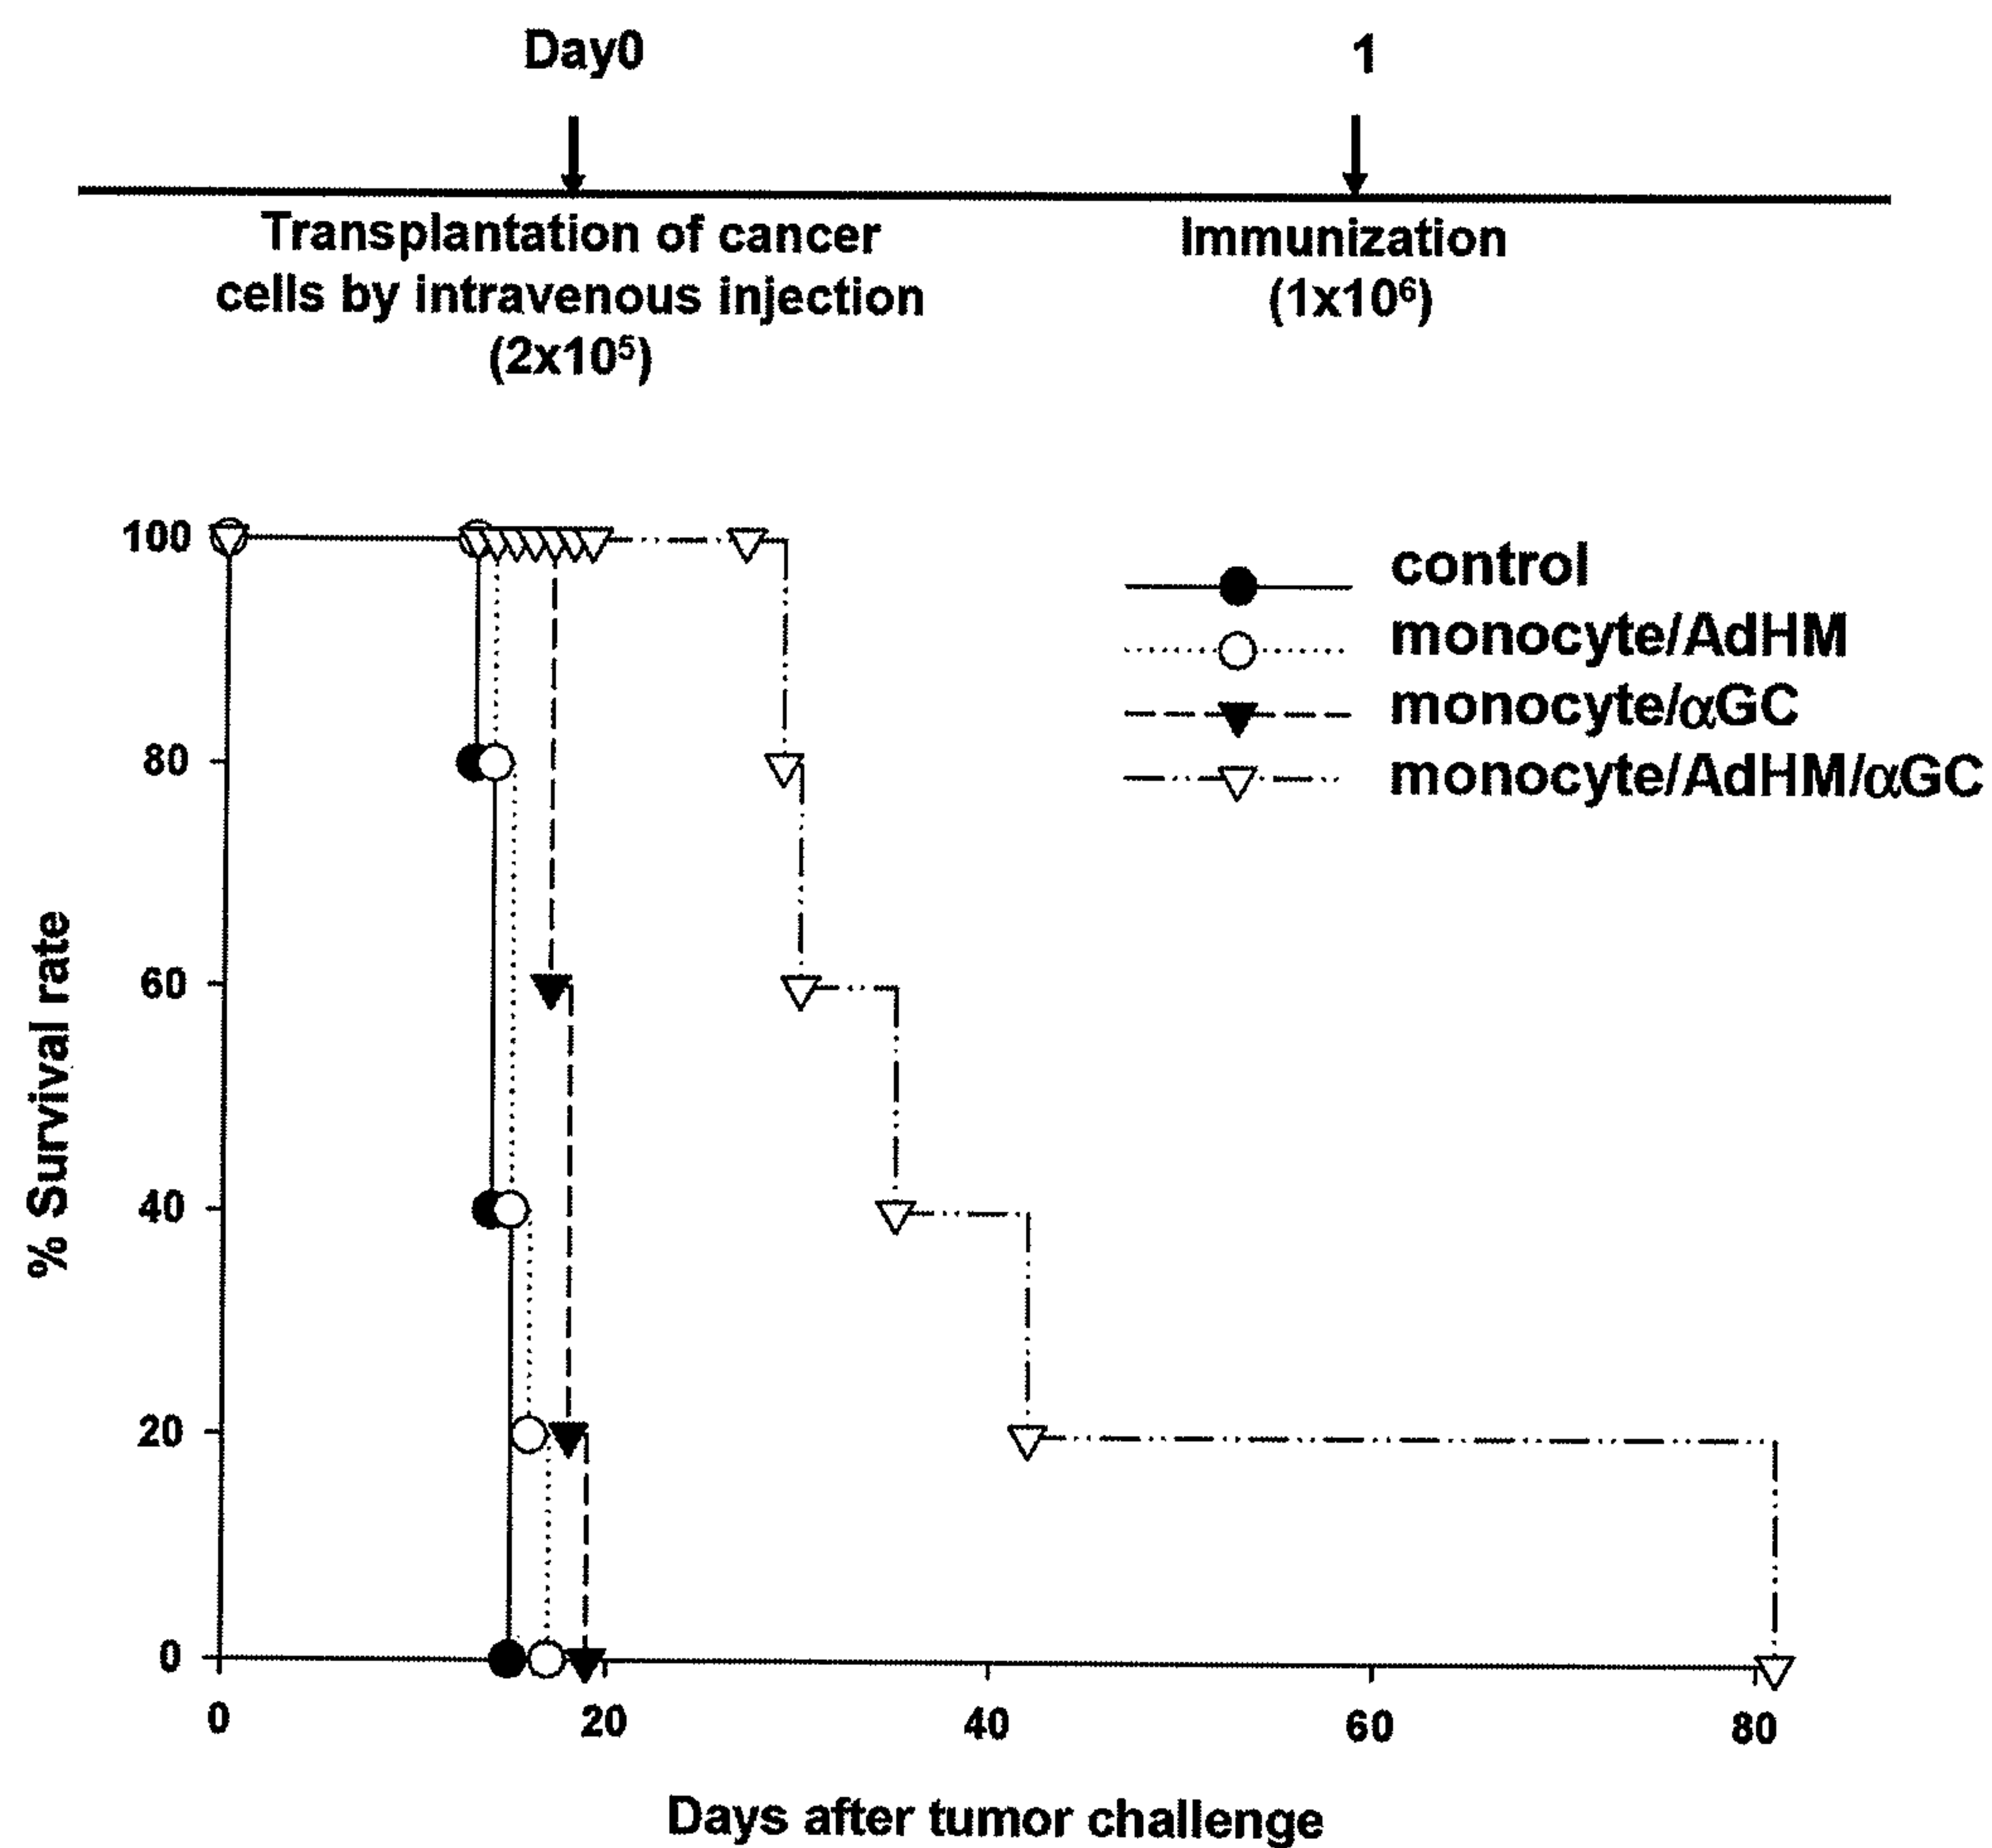 Day0
1
Transplantation of cancer
cells by intravenous injection
(2x10⁵)
Immunization
(1x10⁶)
100
80
60
40
20
0
% Survival rate
control
monocyte/AdHM
monocyte/αGC
monocyte/AdHM/αGC
0
20
40
60
80
Days after tumor challenge